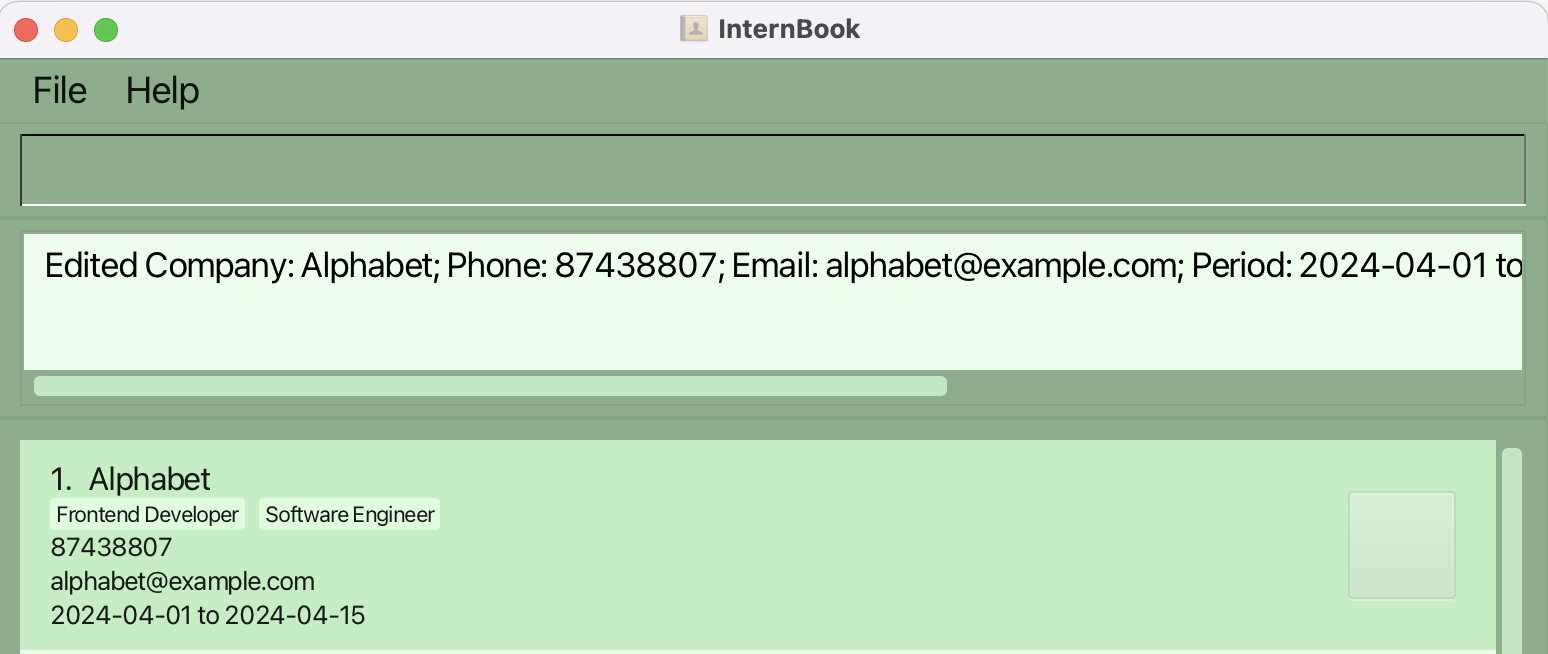 InternBook
File Help
Edited Company: Alphabet; Phone: 87438807; Email: alphabet@example.com; Period: 2024-04-01 to
1. Alphabet
Frontend Developer Software Engineer
87438807
alphabet@example.com
2024-04-01 to 2024-04-15